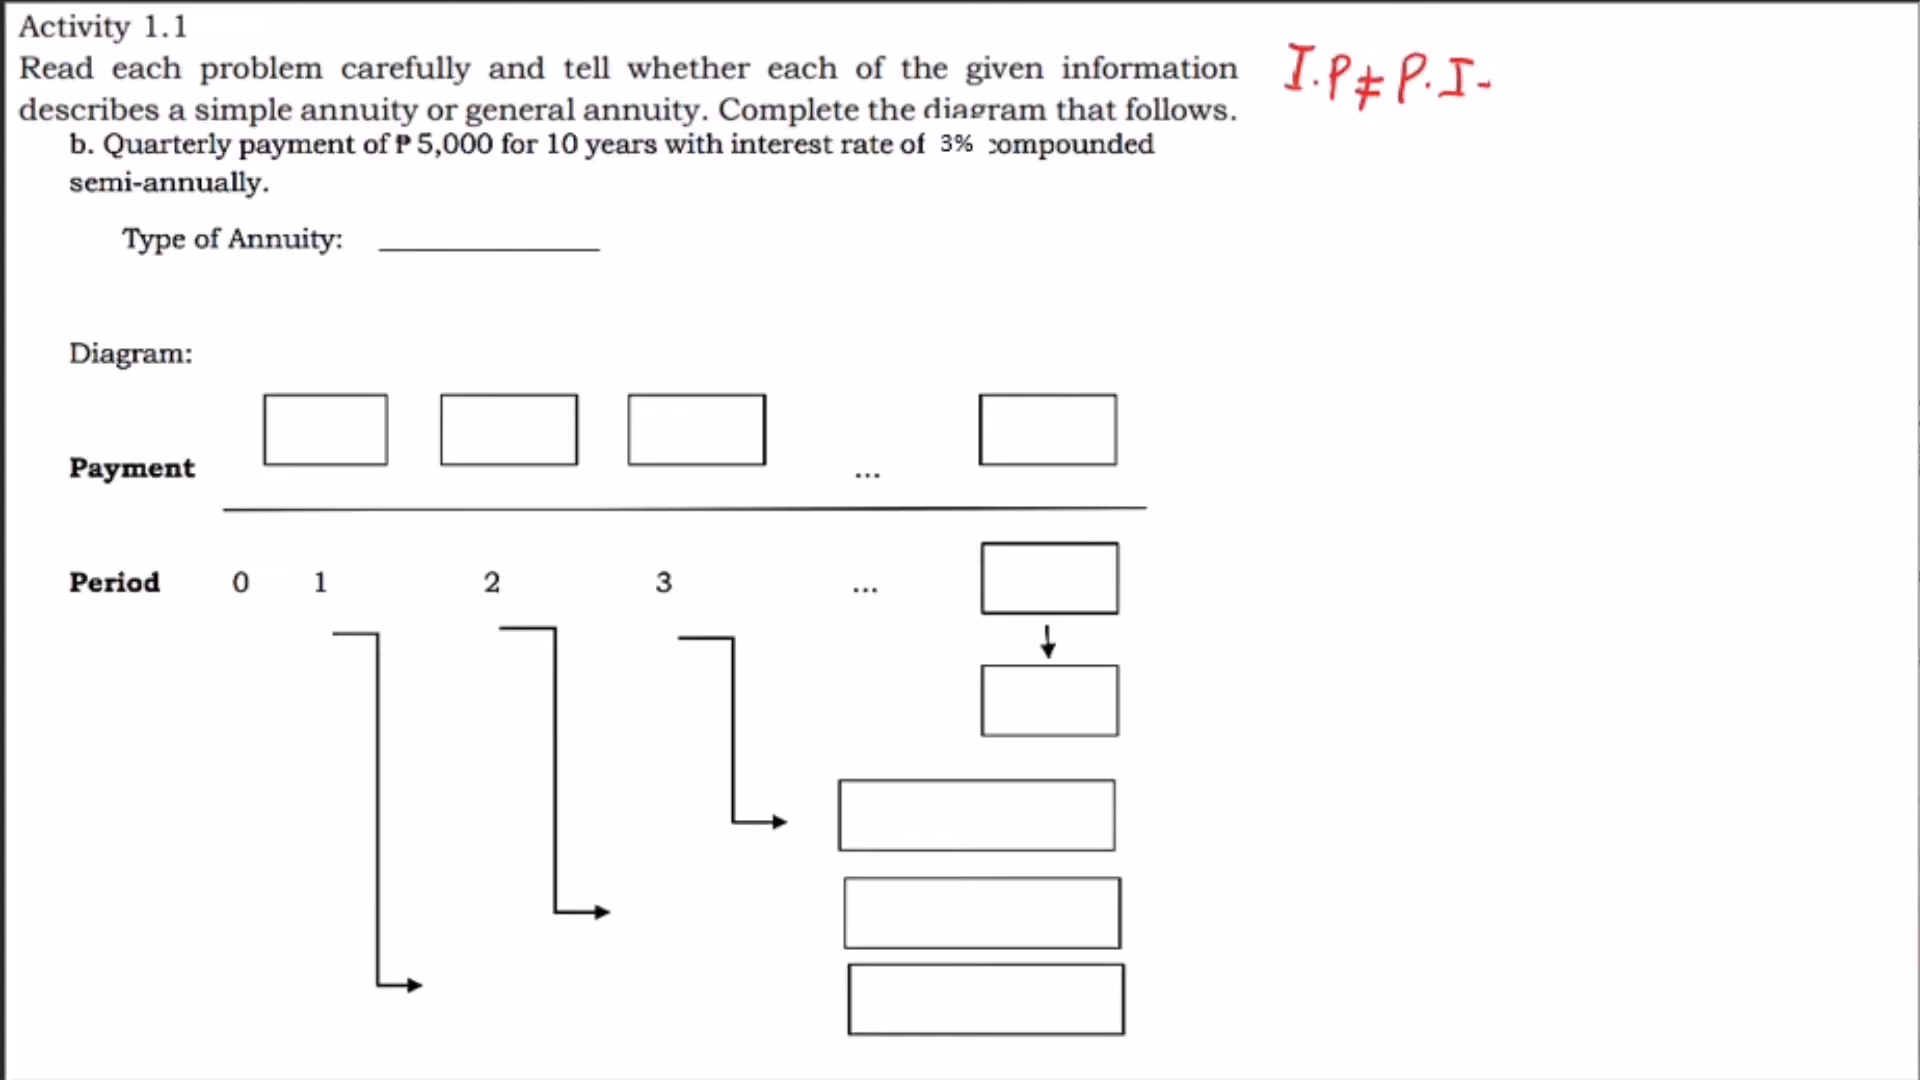 Activity 1.1
Read each problem carefully and tell whether each of the given information
describes a simple annuity or general annuity. Complete the diagram that follows.
I.P ≠ P.I -
b. Quarterly payment of ₱ 5,000 for 10 years with interest rate of 3% compounded
semi-annually.
Type of Annuity: ____________
Diagram:
Payment ...
Period 0 1 2 3 ...